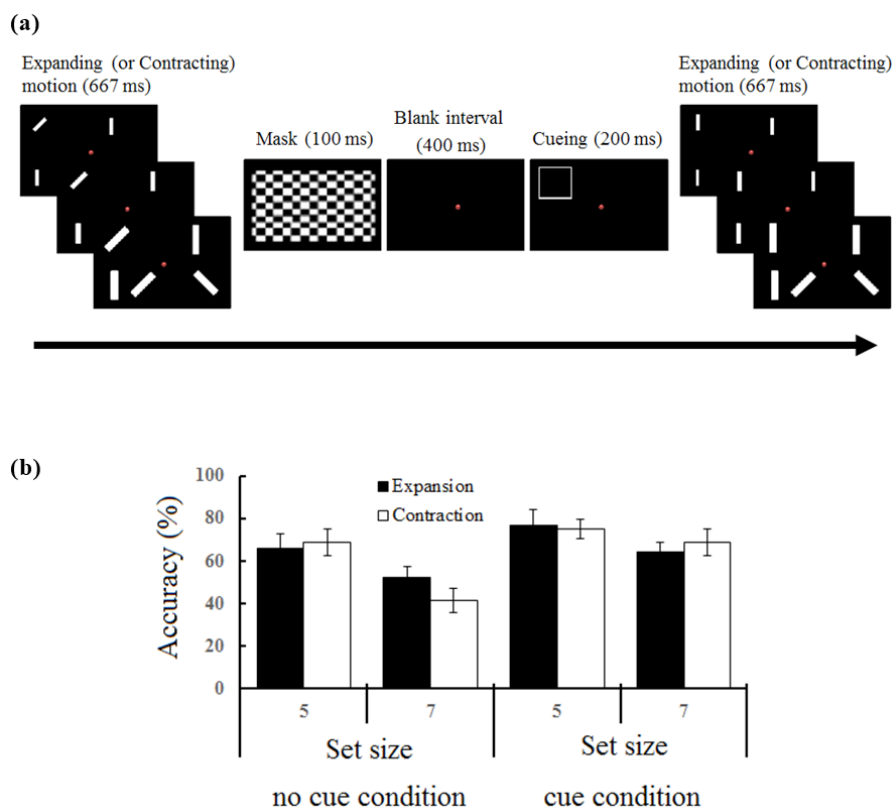 (a)
Expanding (or Contracting)
motion (667 ms)
Mask (100 ms)
Blank interval
(400 ms)
Cueing (200 ms)
Expanding (or Contracting)
motion (667 ms)
(b)
Accuracy (%)
100
80
60
40
20
0
Expansion
Contraction
5
7
5
7
Set size
Set size
no cue condition
cue condition